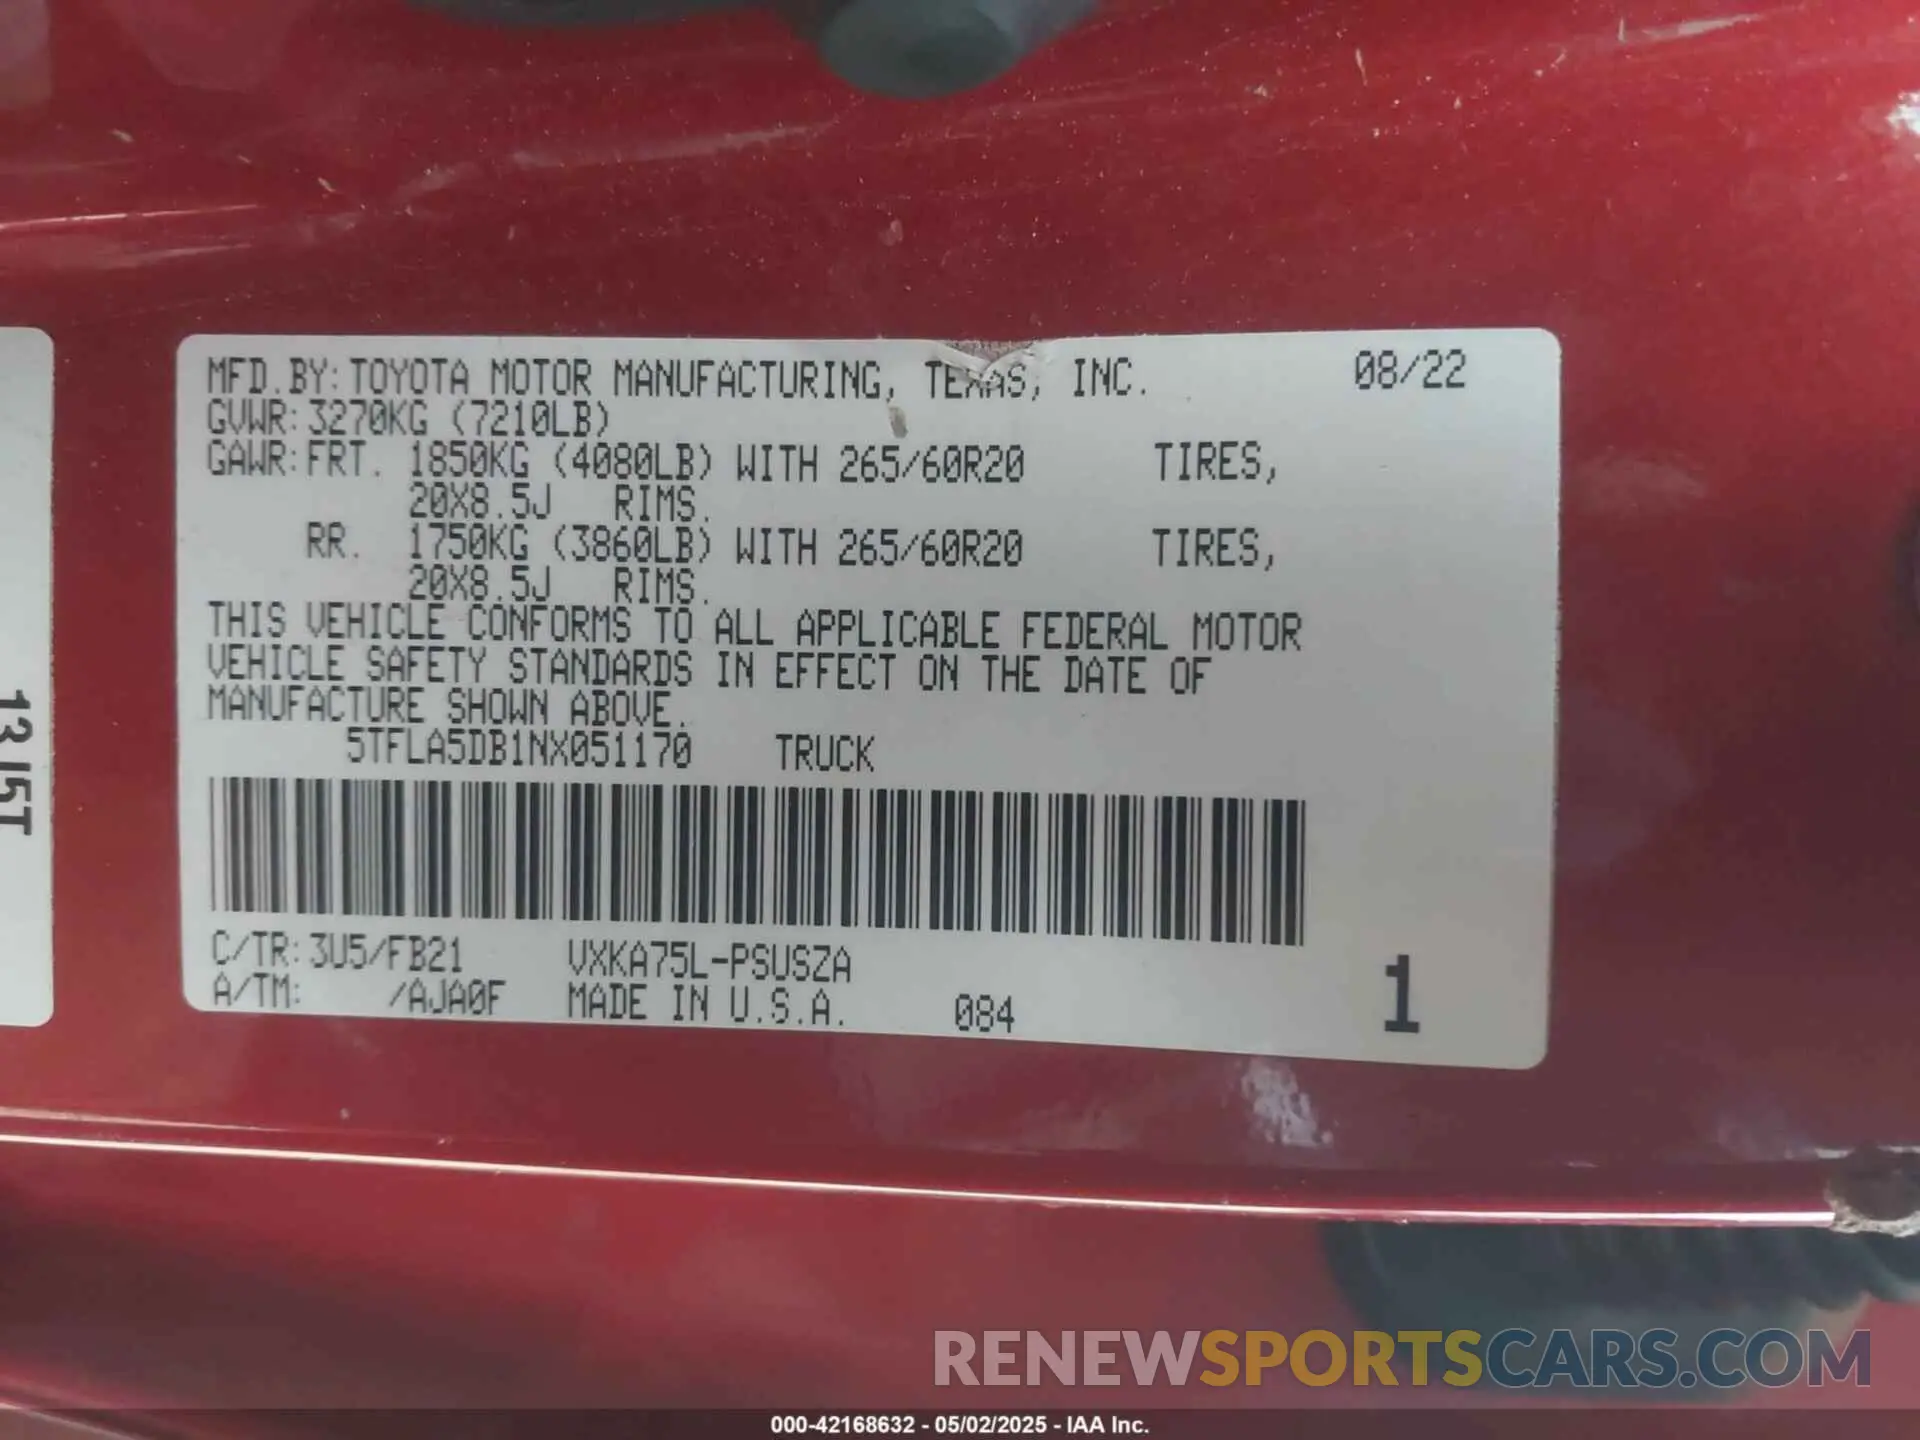 MFD.BY:TOYOTA MOTOR MANUFACTURING, TEXAS, INC. 08/22
GVWR:3270KG (7210LB)
GAWR:FRT. 1850KG (4080LB) WITH 265/60R20 TIRES,
20X8.5J RIMS.
RR. 1750KG (3860LB) WITH 265/60R20 TIRES,
20X8.5J RIMS.
THIS VEHICLE CONFORMS TO ALL APPLICABLE FEDERAL MOTOR
VEHICLE SAFETY STANDARDS IN EFFECT ON THE DATE OF
MANUFACTURE SHOWN ABOVE.
5TFLA5DB1NX051170 TRUCK
C/TR:3U5/FB21 VXKA75L-PSUSZA
A/TM: /AJA0F MADE IN U.S.A. 084 1
RENEWSPORTSCARS.COM
000-42168632 - 05/02/2025 - IAA Inc.